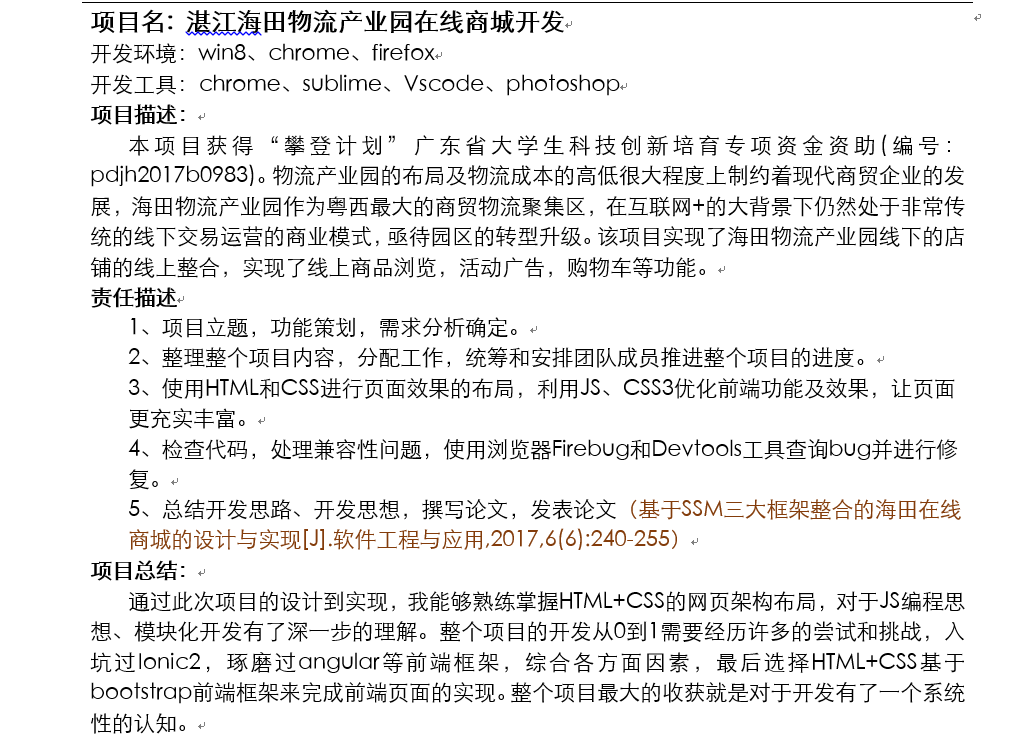 项目名：湛江海田物流产业园在线商城开发
开发环境：win8、chrome、firefox
开发工具：chrome、sublime、Vscode、photoshop
项目描述：
本项目获得“攀登计划”广东省大学生科技创新培育专项资金资助(编号：
pdjh2017b0983)。物流产业园的布局及物流成本的高低很大程度上制约着现代商贸企业的发
展，海田物流产业园作为粤西最大的商贸物流聚集区，在互联网+的大背景下仍然处于非常传
统的线下交易运营的商业模式，亟待园区的转型升级。该项目实现了海田物流产业园线下的店
铺的线上整合，实现了线上商品浏览，活动广告，购物车等功能。
责任描述
1、项目立题，功能策划，需求分析确定。
2、整理整个项目内容，分配工作，统筹和安排团队成员推进整个项目的进度。
3、使用HTML和CSS进行页面效果的布局，利用JS、CSS3优化前端功能及效果，让页面
更充实丰富。
4、检查代码，处理兼容性问题，使用浏览器Firebug和Devtools工具查询bug并进行修
复。
5、总结开发思路、开发思想，撰写论文，发表论文（基于SSM三大框架整合的海田在线
商城的设计与实现[J].软件工程与应用,2017,6(6):240-255）
项目总结：
通过此次项目的设计到实现，我能够熟练掌握HTML+CSS的网页架构布局，对于JS编程思
想、模块化开发有了深一步的理解。整个项目的开发从0到1需要经历许多的尝试和挑战，入
坑过Ionic2，琢磨过angular等前端框架，综合各方面因素，最后选择HTML+CSS基于
bootstrap前端框架来完成前端页面的实现。整个项目最大的收获就是对于开发有了一个系统
性的认知。